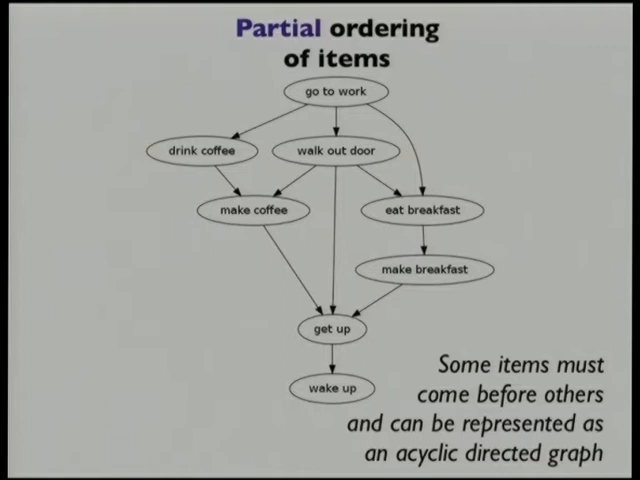 Partial ordering
of items
go to work
drink coffee
walk out door
make coffee
eat breakfast
make breakfast
get up
wake up
Some items must
come before others
and can be represented as
an acyclic directed graph